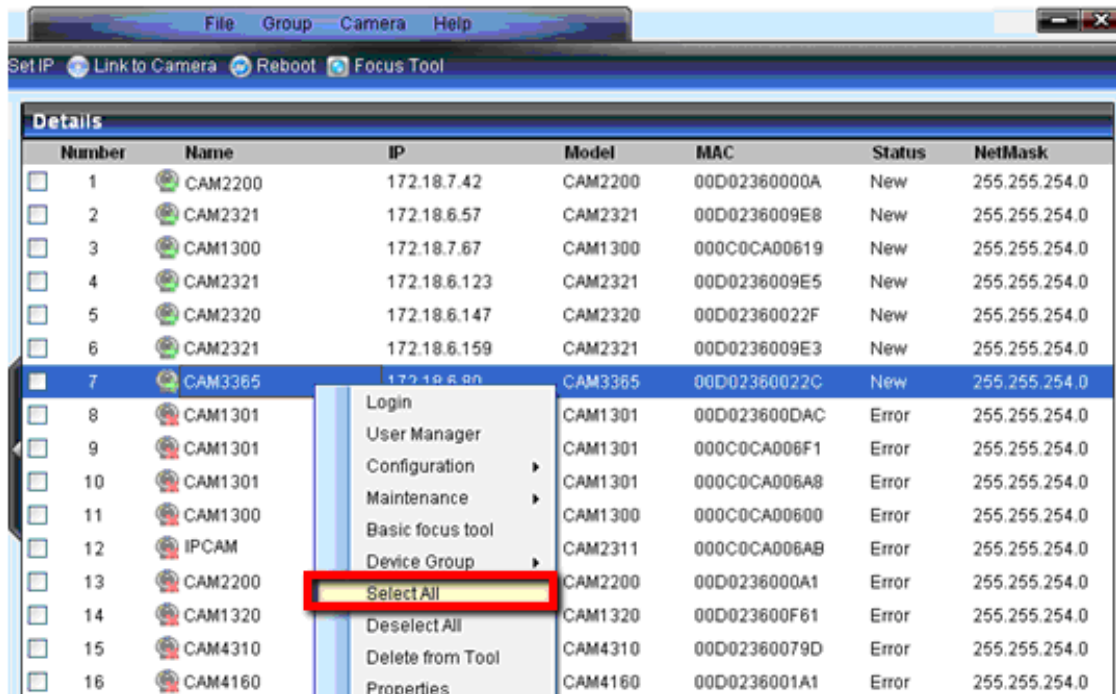 File Group Camera Help
Set IP Link to Camera Reboot Focus Tool
Details
Number Name IP Model MAC Status NetMask
1 CAM2200 172.18.7.42 CAM2200 00D02360000A New 255.255.254.0
2 CAM2321 172.18.6.57 CAM2321 00D0236009E8 New 255.255.254.0
3 CAM1300 172.18.7.67 CAM1300 000C0CA00619 New 255.255.254.0
4 CAM2321 172.18.6.123 CAM2321 00D0236009E5 New 255.255.254.0
5 CAM2320 172.18.6.147 CAM2320 00D02360022F New 255.255.254.0
6 CAM2321 172.18.6.159 CAM2321 00D0236009E3 New 255.255.254.0
7 CAM3365 172.18.6.80 CAM3365 00D02360022C New 255.255.254.0
8 CAM1301 CAM1301 00D023600DAC Error 255.255.254.0
9 CAM1301 CAM1301 000C0CA006F1 Error 255.255.254.0
10 CAM1301 CAM1301 000C0CA006A8 Error 255.255.254.0
11 CAM1300 CAM1300 000C0CA00600 Error 255.255.254.0
12 IPCAM CAM2311 000C0CA006AB Error 255.255.254.0
13 CAM2200 CAM2200 00D0236000A1 Error 255.255.254.0
14 CAM1320 CAM1320 00D023600F61 Error 255.255.254.0
15 CAM4310 CAM4310 00D02360079D Error 255.255.254.0
16 CAM4160 CAM4160 00D0236001A1 Error 255.255.254.0
Login
User Manager
Configuration
Maintenance
Basic focus tool
Device Group
Select All
Deselect All
Delete from Tool
Properties